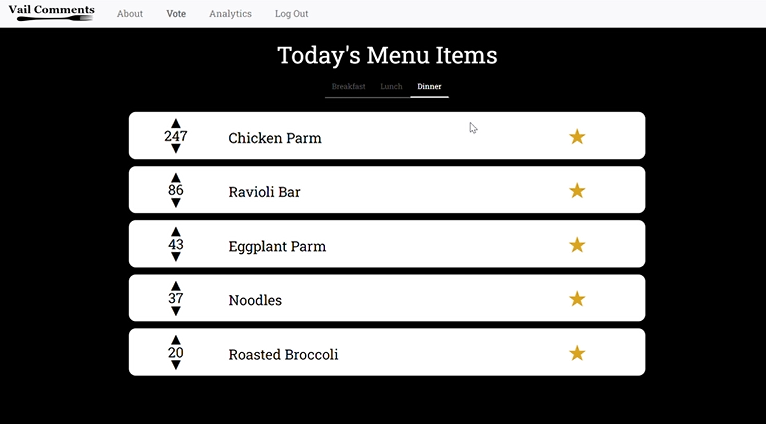 Vail Comments About Vote Analytics Log Out
Today's Menu Items
Breakfast Lunch Dinner
247 Chicken Parm
86 Ravioli Bar
43 Eggplant Parm
37 Noodles
20 Roasted Broccoli